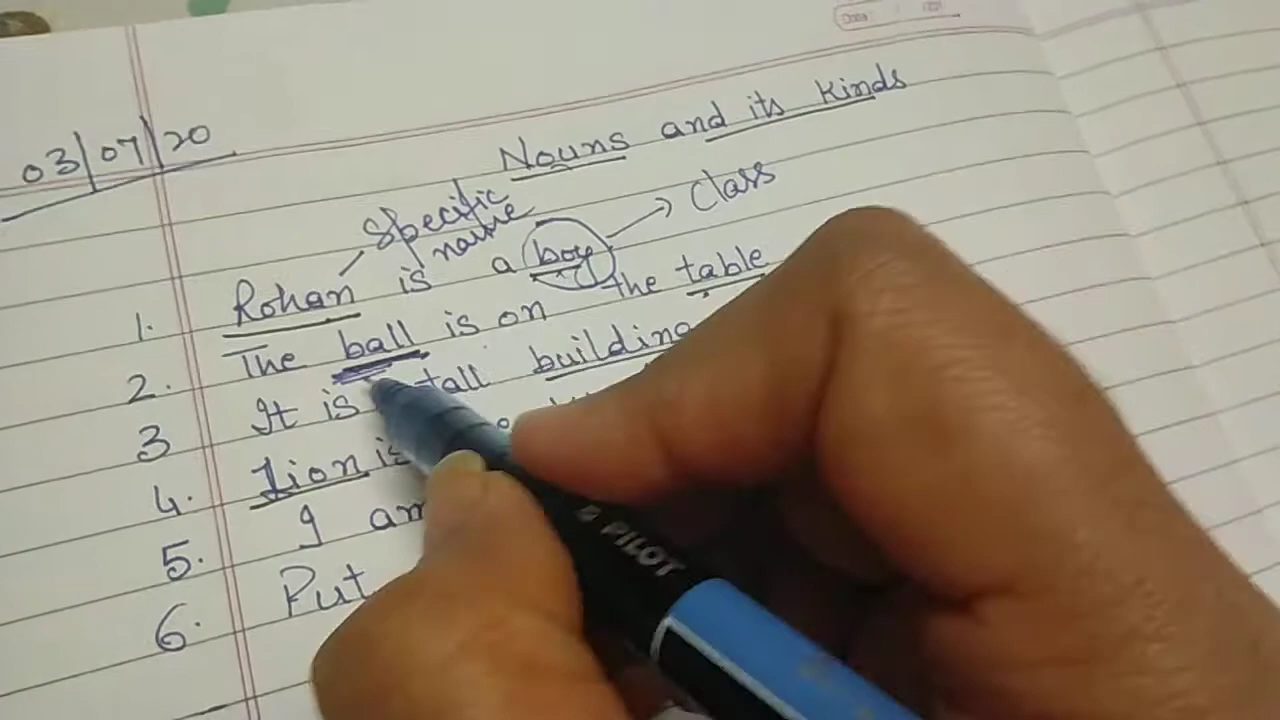 Date
03/07/20
Nouns and its Kinds
Specific name
Class
1. Rohan is a boy
2. The ball is on the table
3 It is tall building
4. Lion is
5. I am
6. Put
PILOT